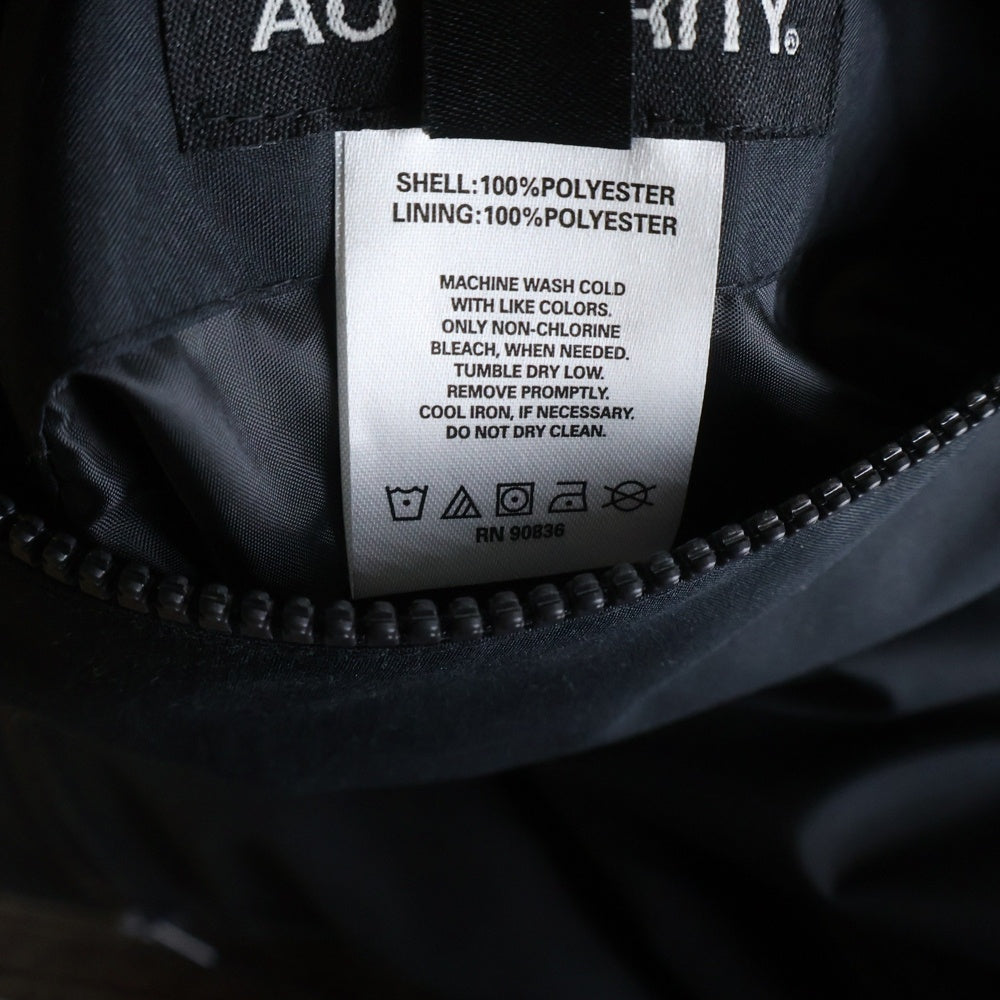 SHELL:100%POLYESTER
LINING:100%POLYESTER
MACHINE WASH COLD
WITH LIKE COLORS.
ONLY NON-CHLORINE
BLEACH, WHEN NEEDED.
TUMBLE DRY LOW.
REMOVE PROMPTLY.
COOL IRON, IF NECESSARY.
DO NOT DRY CLEAN.
RN 90836